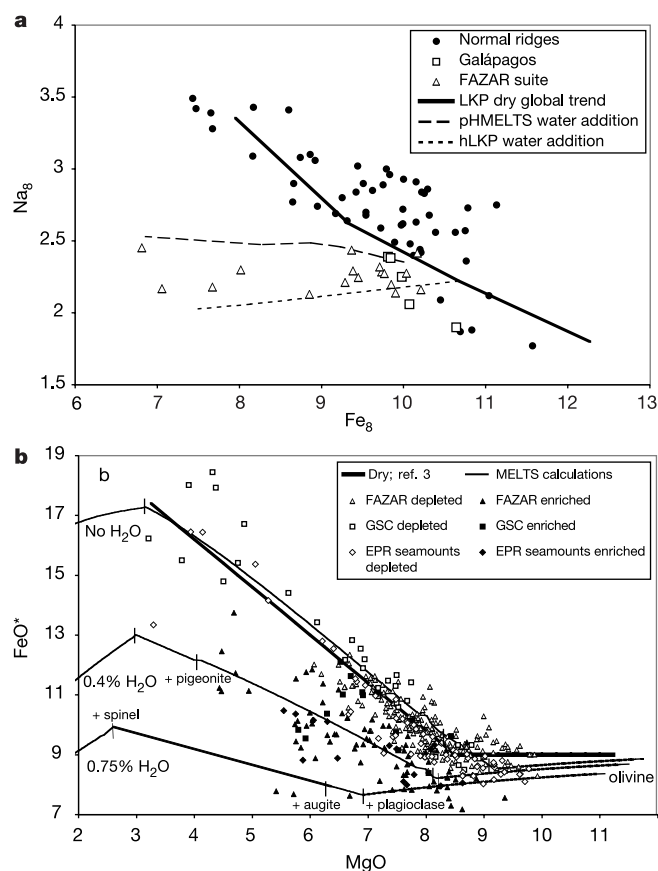 a
4
3.5
3
2.5
2
1.5
Na₈
6 7 8 9 10 11 12 13
Fe₈
Normal ridges
Galápagos
FAZAR suite
LKP dry global trend
pHMELTS water addition
hLKP water addition
b
b
19
17
15
13
11
9
7
FeO*
2 3 4 5 6 7 8 9 10 11
MgO
Dry; ref. 3
MELTS calculations
FAZAR depleted
FAZAR enriched
GSC depleted
GSC enriched
EPR seamounts depleted
EPR seamounts enriched
No H₂O
0.4% H₂O
+ pigeonite
+ spinel
0.75% H₂O
+ augite
+ plagioclase
olivine